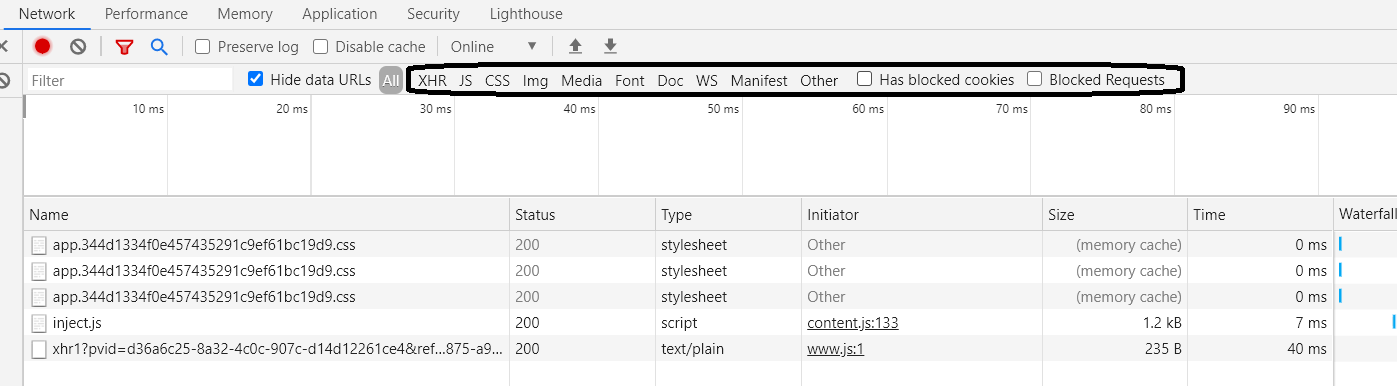 Network Performance Memory Application Security Lighthouse
Preserve log Disable cache Online
Filter Hide data URLs All XHR JS CSS Img Media Font Doc WS Manifest Other Has blocked cookies Blocked Requests
10 ms 20 ms 30 ms 40 ms 50 ms 60 ms 70 ms 80 ms 90 ms
Name Status Type Initiator Size Time Waterfall
app.344d1334f0e457435291c9ef61bc19d9.css 200 stylesheet Other (memory cache) 0 ms
app.344d1334f0e457435291c9ef61bc19d9.css 200 stylesheet Other (memory cache) 0 ms
app.344d1334f0e457435291c9ef61bc19d9.css 200 stylesheet Other (memory cache) 0 ms
inject.js 200 script content.js:133 1.2 kB 7 ms
xhr1?pvid=d36a6c25-8a32-4c0c-907c-d14d12261ce4&ref...875-a9... 200 text/plain www.js:1 235 B 40 ms